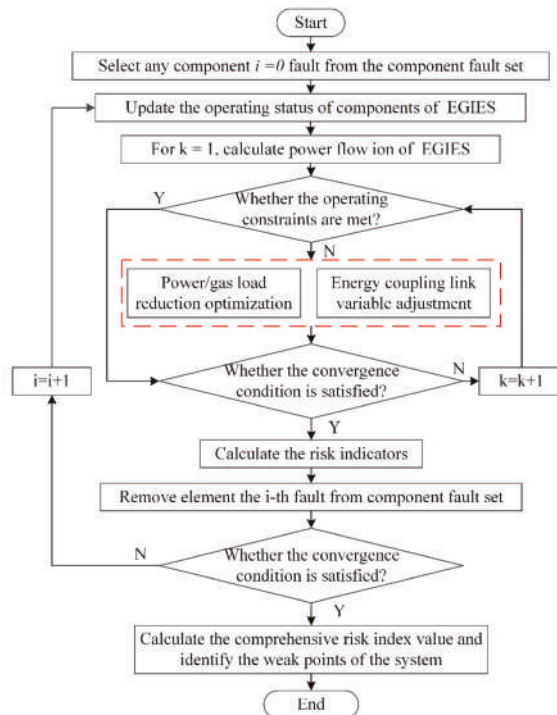 Start
Select any component i =0 fault from the component fault set
Update the operating status of components of EGIES
For k = 1, calculate power flow ion of EGIES
Whether the operating
constraints are met?
Y
N
Power/gas load
reduction optimization
Energy coupling link
variable adjustment
i=i+1
Whether the convergence
condition is satisfied?
N
k=k+1
Y
Calculate the risk indicators
Remove element the i-th fault from component fault set
N
Whether the convergence
condition is satisfied?
Y
Calculate the comprehensive risk index value and
identify the weak points of the system
End